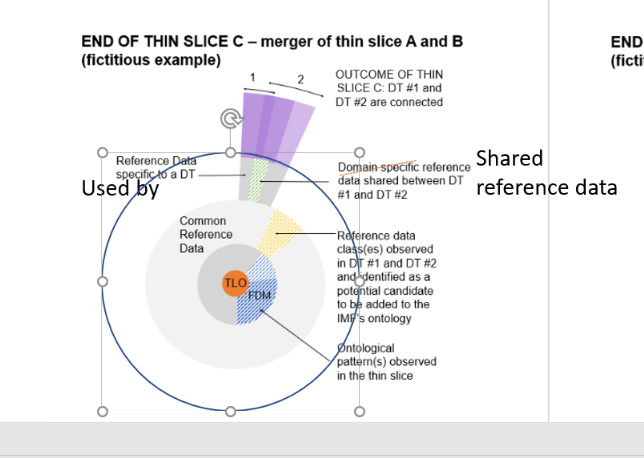 END OF THIN SLICE C – merger of thin slice A and B
(fictitious example)
END
(ficti
1
2
OUTCOME OF THIN
SLICE C: DT #1 and
DT #2 are connected
Reference Data
specific to a DT
Used by
Domain specific reference
data shared between DT
#1 and DT #2
Shared
reference data
Common
Reference
Data
Reference data
class(es) observed
in DT #1 and DT #2
and identified as a
potential candidate
to be added to the
IMF's ontology
TLO
FDM
Ontological
pattern(s) observed
in the thin slice